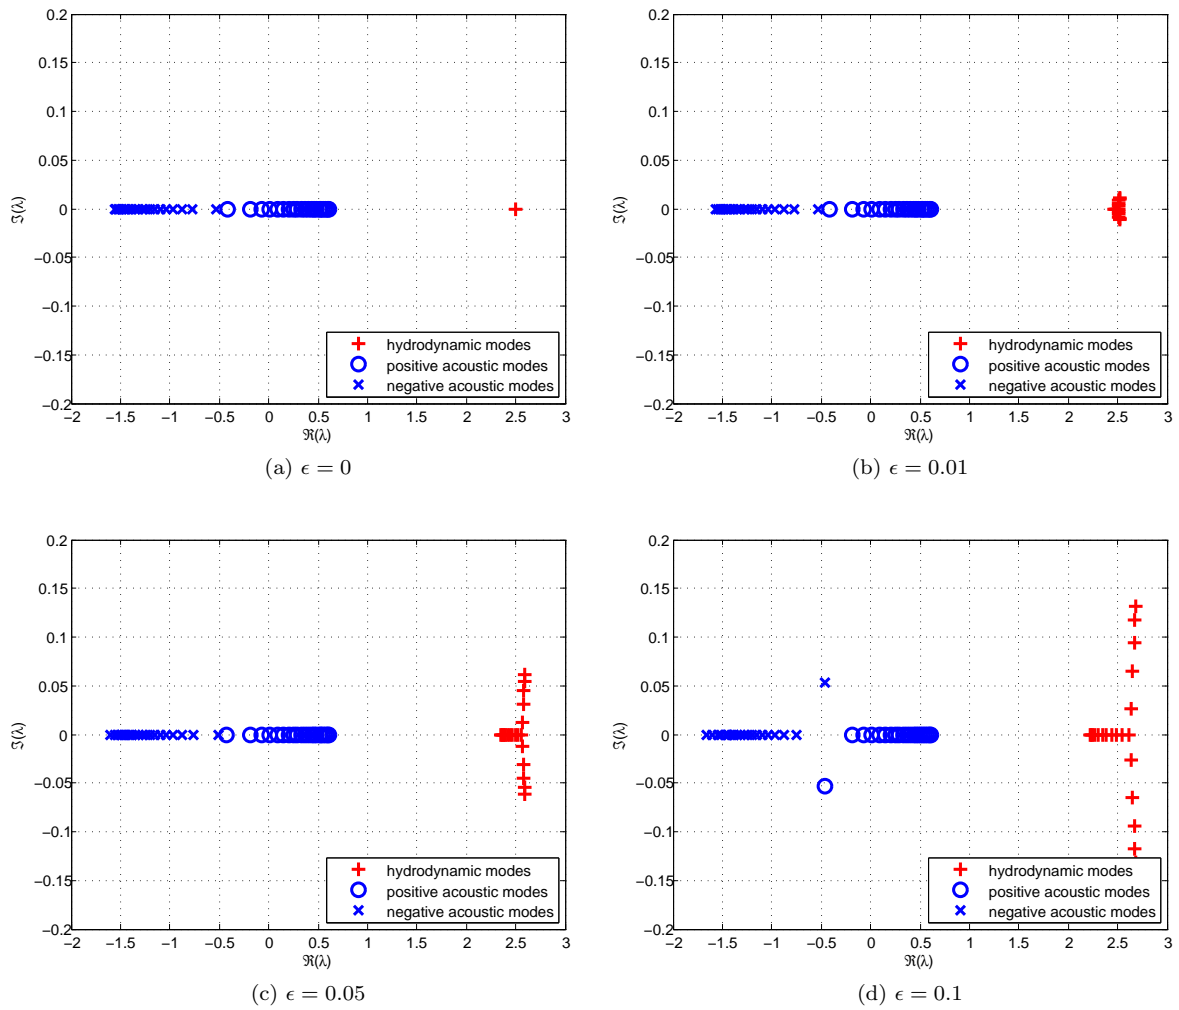 0.2
0.15
0.1
0.05
0
−0.05
−0.1
−0.15
−0.2
ℑ(λ)
−2 −1.5 −1 −0.5 0 0.5 1 1.5 2 2.5 3
ℜ(λ)
hydrodynamic modes
positive acoustic modes
negative acoustic modes
(a) ϵ = 0
0.2
0.15
0.1
0.05
0
−0.05
−0.1
−0.15
−0.2
ℑ(λ)
−2 −1.5 −1 −0.5 0 0.5 1 1.5 2 2.5 3
ℜ(λ)
hydrodynamic modes
positive acoustic modes
negative acoustic modes
(b) ϵ = 0.01
0.2
0.15
0.1
0.05
0
−0.05
−0.1
−0.15
−0.2
ℑ(λ)
−2 −1.5 −1 −0.5 0 0.5 1 1.5 2 2.5 3
ℜ(λ)
hydrodynamic modes
positive acoustic modes
negative acoustic modes
(c) ϵ = 0.05
0.2
0.15
0.1
0.05
0
−0.05
−0.1
−0.15
−0.2
ℑ(λ)
−2 −1.5 −1 −0.5 0 0.5 1 1.5 2 2.5 3
ℜ(λ)
hydrodynamic modes
positive acoustic modes
negative acoustic modes
(d) ϵ = 0.1